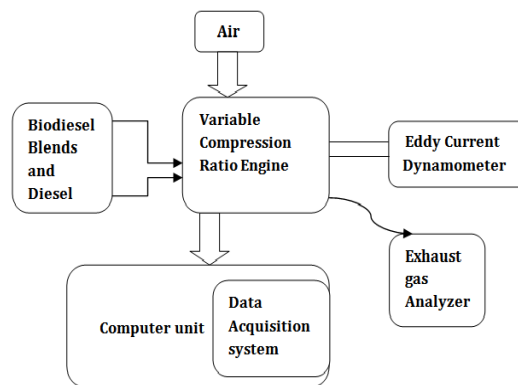 Air
Biodiesel
Blends
and
Diesel
Variable
Compression
Ratio Engine
Eddy Current
Dynamometer
Exhaust
gas
Analyzer
Computer unit
Data
Acquisition
system